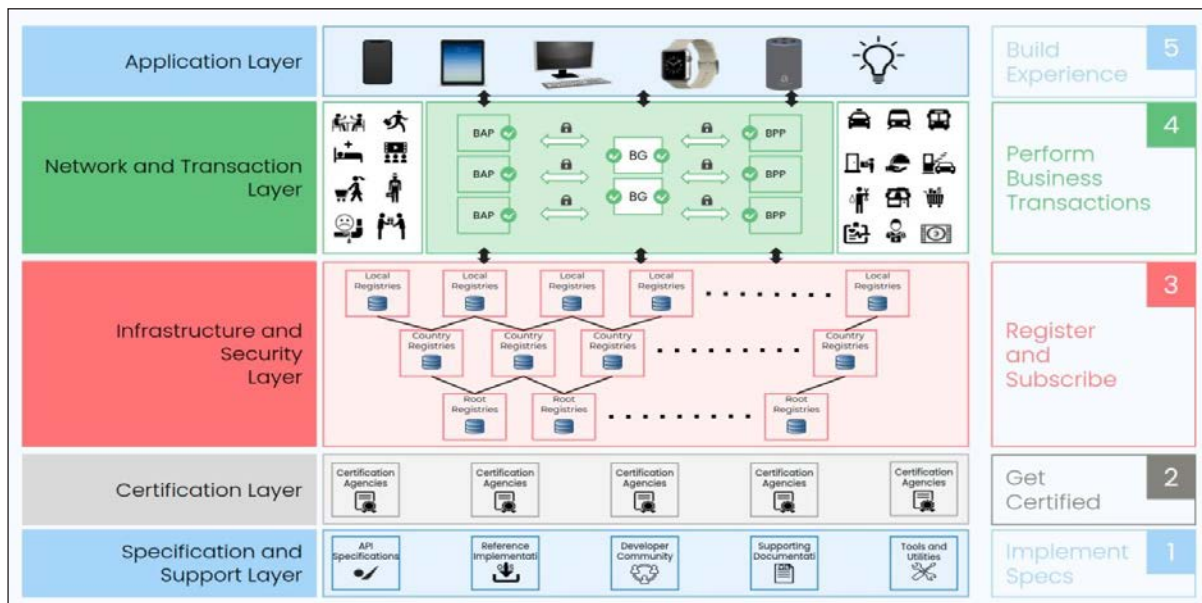 Application Layer
Build
Experience
5
Network and Transaction
Layer
BAP
BG
BPP
BAP
BG
BPP
BAP
BPP
4
Perform
Business
Transactions
Infrastructure and
Security
Layer
Local
Registries
Local
Registries
Local
Registries
Local
Registries
Local
Registries
Country
Registries
Country
Registries
Country
Registries
Country
Registries
Root
Registries
Root
Registries
Root
Registries
3
Register
and
Subscribe
Certification Layer
Certification
Agencies
Certification
Agencies
Certification
Agencies
Certification
Agencies
Certification
Agencies
2
Get
Certified
Specification and
Support Layer
API
Specifications
Reference
Implementati
Developer
Community
Supporting
Documentati
Tools and
Utilities
1
Implement
Specs